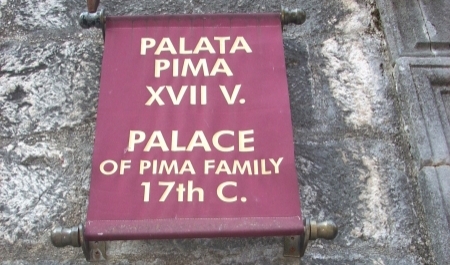 PALATA
PIMA
XVII V.
PALACE
OF PIMA FAMILY
17th C.